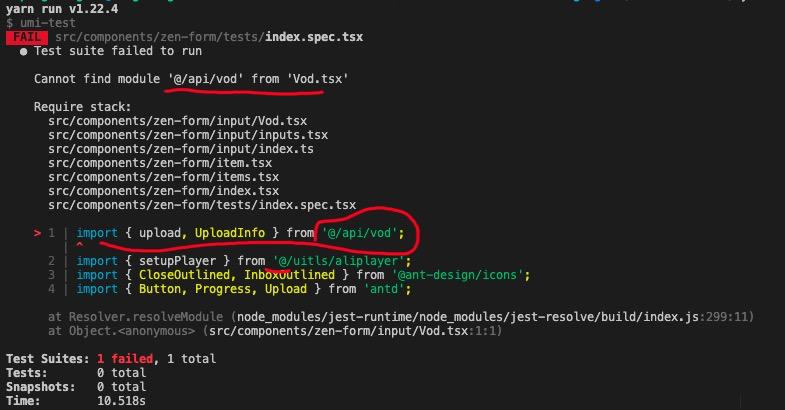 yarn run v1.22.4
$ umi-test
FAIL src/components/zen-form/tests/index.spec.tsx
● Test suite failed to run
Cannot find module '@/api/vod' from 'Vod.tsx'
Require stack:
src/components/zen-form/input/Vod.tsx
src/components/zen-form/input/inputs.tsx
src/components/zen-form/input/index.ts
src/components/zen-form/item.tsx
src/components/zen-form/items.tsx
src/components/zen-form/index.tsx
src/components/zen-form/tests/index.spec.tsx
> 1 | import { upload, UploadInfo } from '@/api/vod';
| ^
2 | import { setupPlayer } from '@/uitls/aliplayer';
3 | import { CloseOutlined, InboxOutlined } from '@ant-design/icons';
4 | import { Button, Progress, Upload } from 'antd';
at Resolver.resolveModule (node_modules/jest-runtime/node_modules/jest-resolve/build/index.js:299:11)
at Object.<anonymous> (src/components/zen-form/input/Vod.tsx:1:1)
Test Suites: 1 failed, 1 total
Tests: 0 total
Snapshots: 0 total
Time: 10.518s